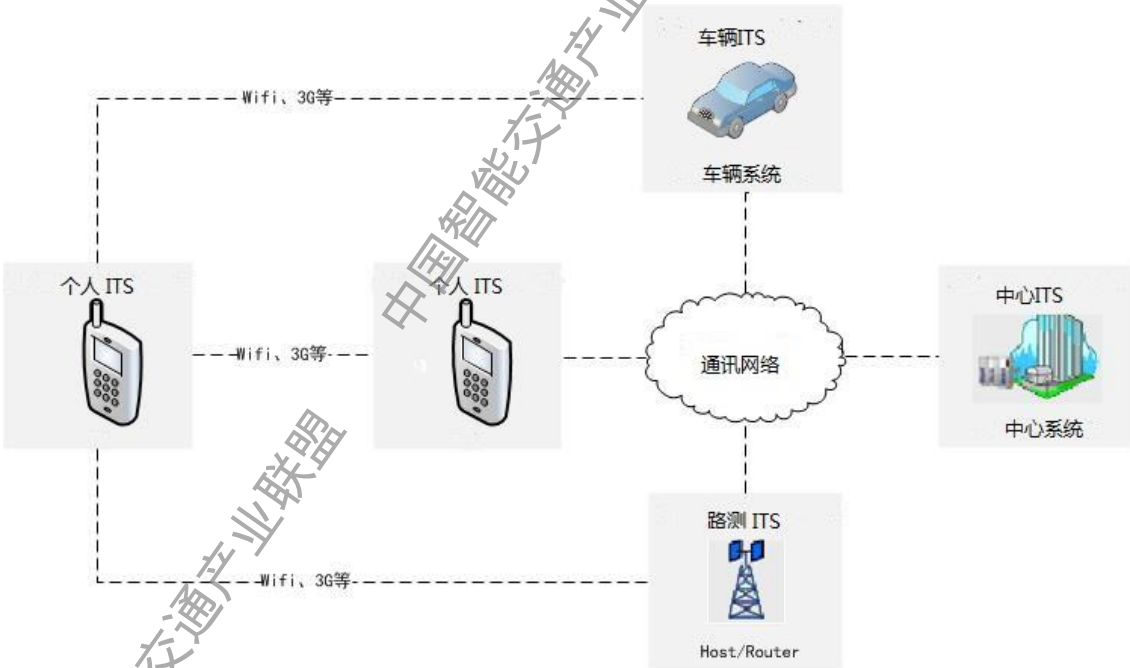 车辆ITS
Wifi、3G等
车辆系统
个人 ITS
个人 ITS
中心ITS
Wifi、3G等
通讯网络
中心系统
路测 ITS
Wifi、3G等
Host/Router
中国智能交通产业
交通产业联盟